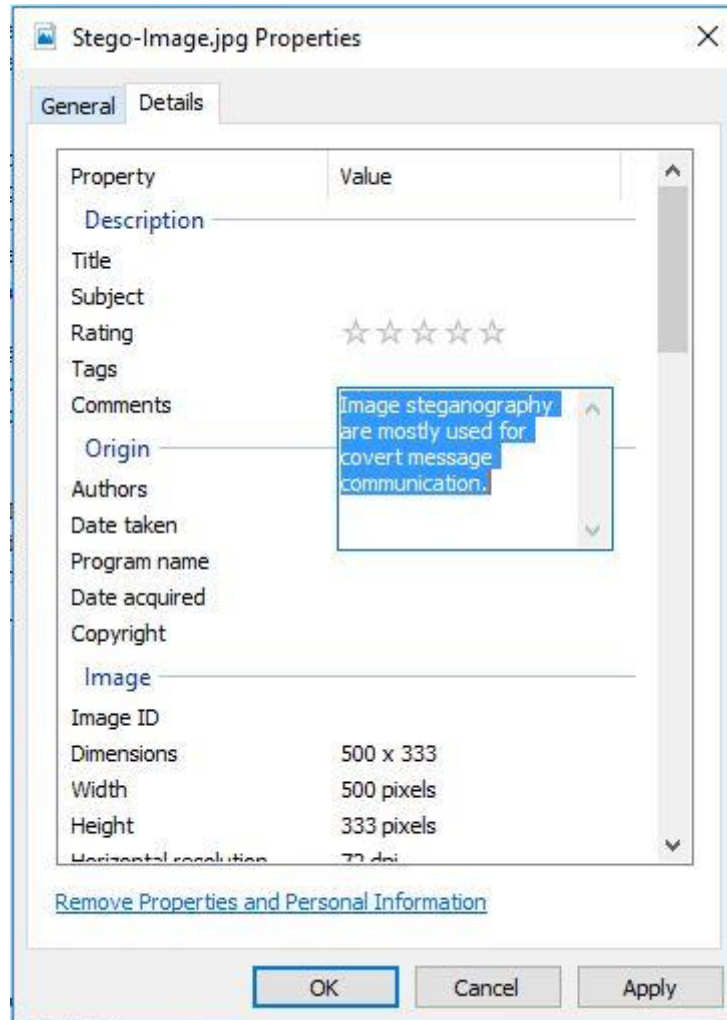 Stego-Image.jpg Properties
General Details
Property Value
Description
Title
Subject
Rating
Tags
Comments
Image steganography
are mostly used for
covert message
communication.
Origin
Authors
Date taken
Program name
Date acquired
Copyright
Image
Image ID
Dimensions 500 x 333
Width 500 pixels
Height 333 pixels
Horizontal resolution 72 dpi
Remove Properties and Personal Information
OK Cancel Apply